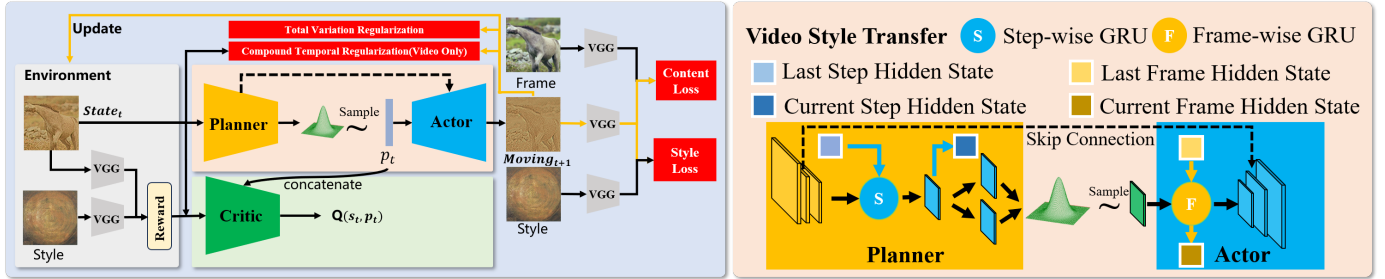 Update
Total Variation Regularization
Compound Temporal Regularization(Video Only)
Environment
State_t
Planner
Sample
p_t
Actor
Moving_{t+1}
Frame
VGG
VGG
VGG
Content
Loss
Style
Loss
Style
VGG
VGG
Style
Reward
concatenate
Critic
Q(s_t, p_t)
Video Style Transfer
S
Step-wise GRU
F
Frame-wise GRU
Last Step Hidden State
Last Frame Hidden State
Current Step Hidden State
Current Frame Hidden State
Skip Connection
S
Sample
F
Planner
Actor